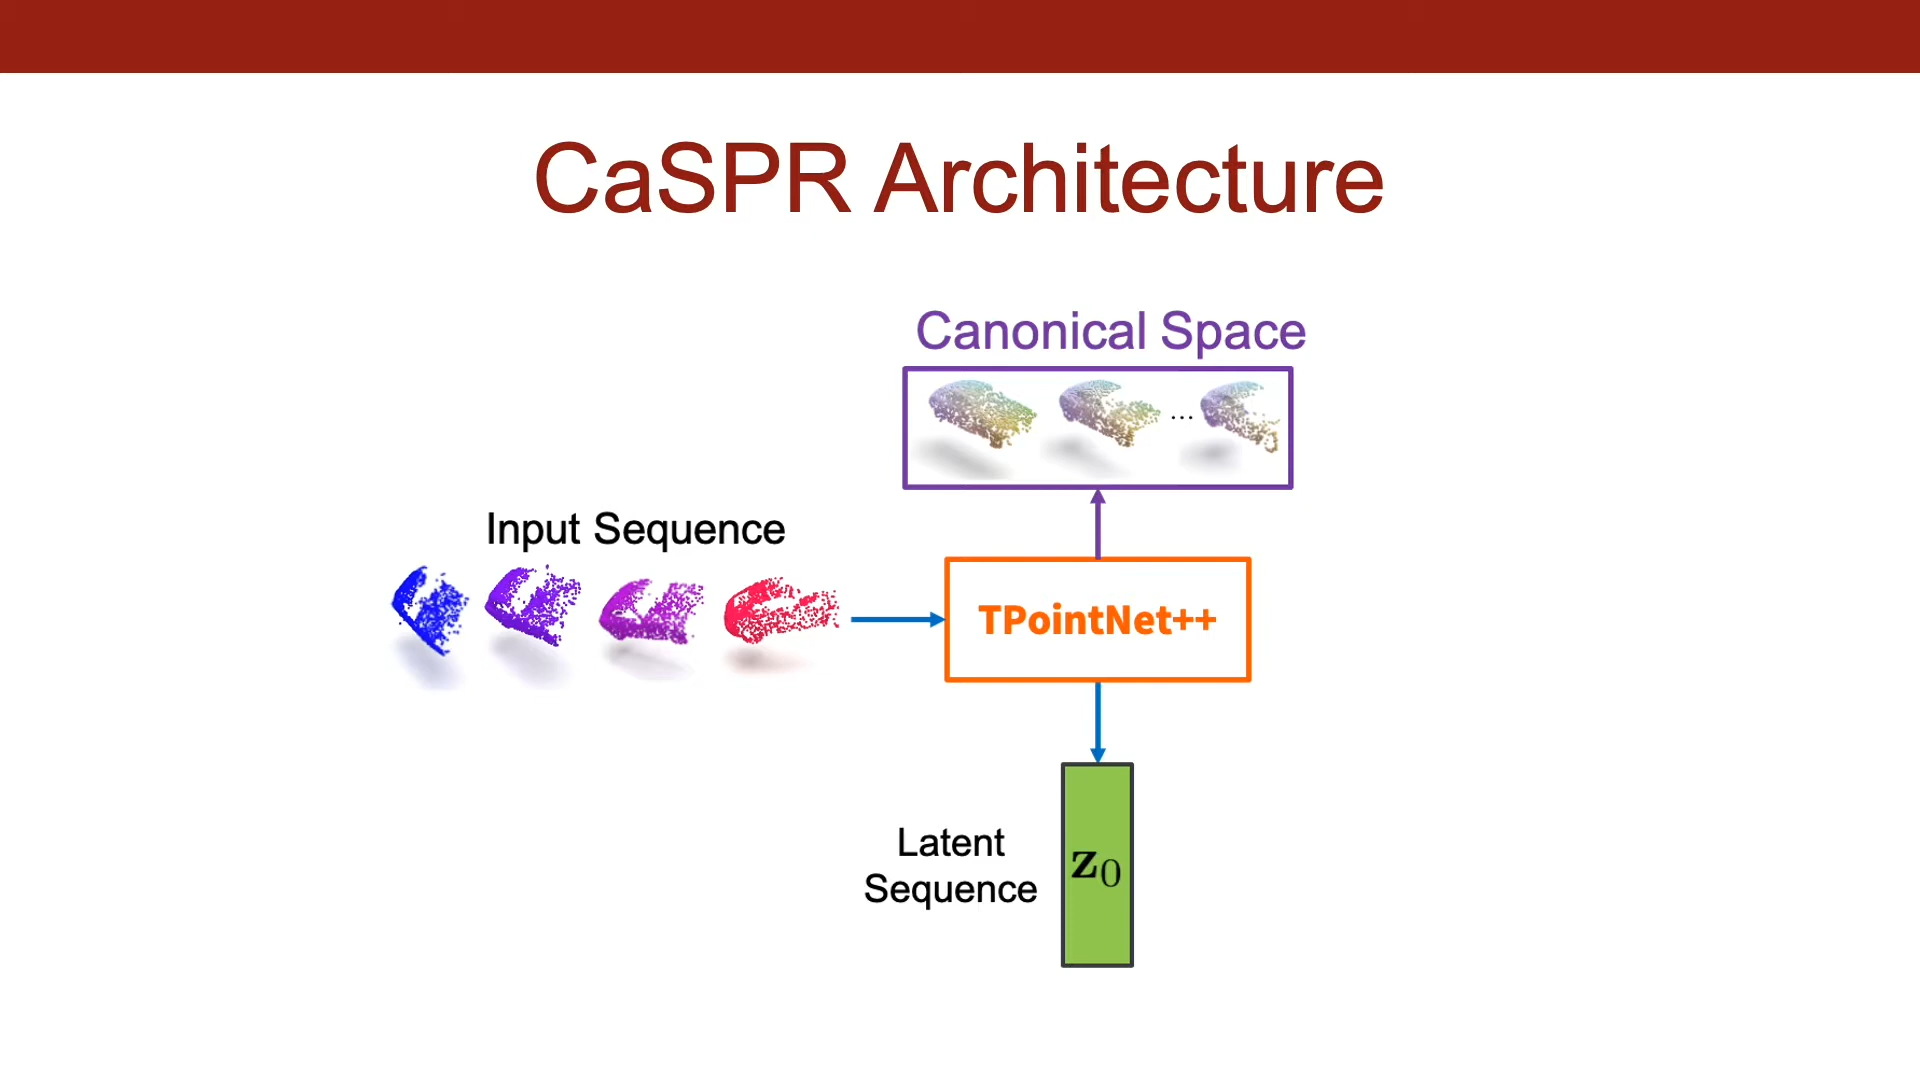 CaSPR Architecture
Canonical Space
...
Input Sequence
TPointNet++
Latent
Sequence
z₀